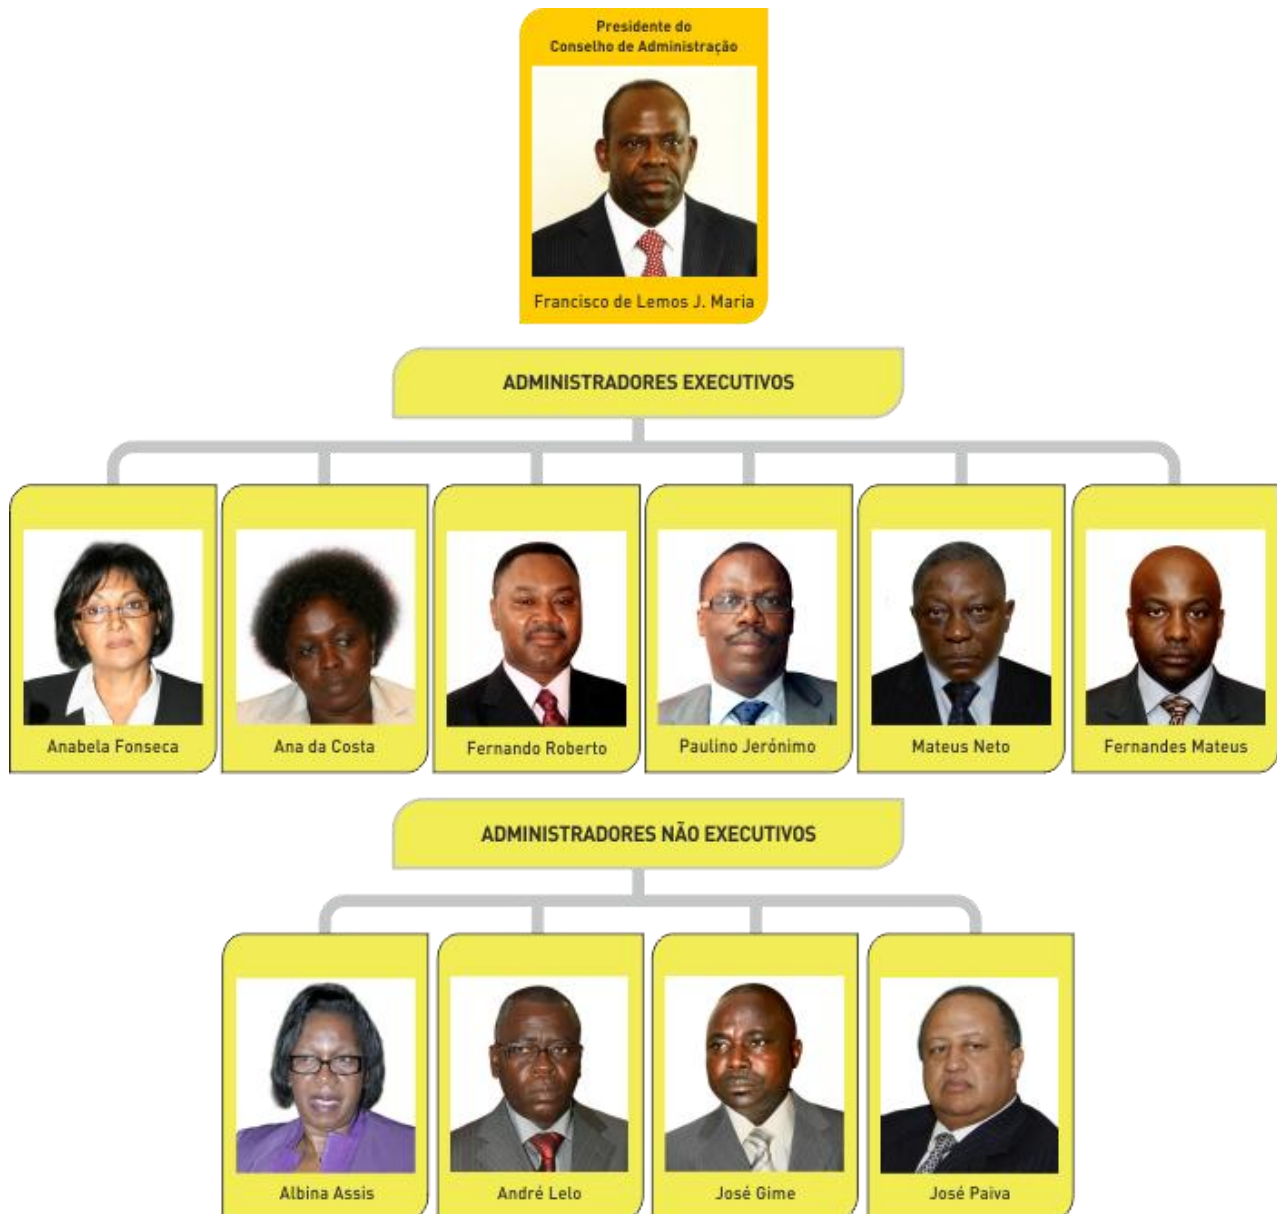 Presidente do
Conselho de Administração
Francisco de Lemos J. Maria
ADMINISTRADORES EXECUTIVOS
Anabela Fonseca
Ana da Costa
Fernando Roberto
Paulino Jerónimo
Mateus Neto
Fernandes Mateus
ADMINISTRADORES NÃO EXECUTIVOS
Albina Assis
André Lelo
José Gime
José Paiva